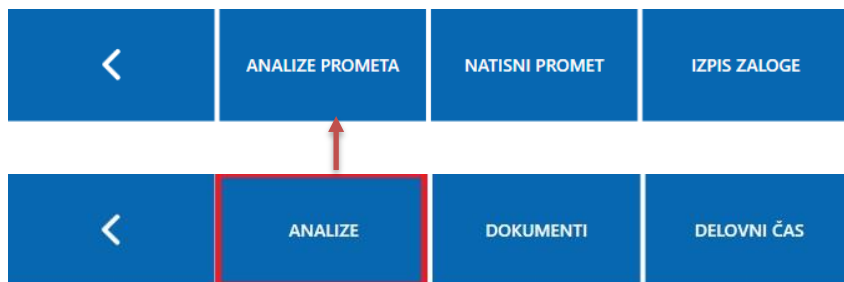 ANALIZE PROMETA
NATISNI PROMET
IZPIS ZALOGE
ANALIZE
DOKUMENTI
DELOVNI ČAS